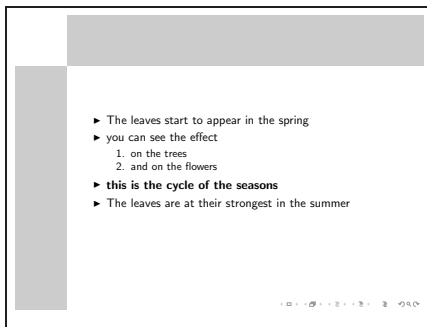 The leaves start to appear in the spring
you can see the effect
1. on the trees
2. and on the flowers
this is the cycle of the seasons
The leaves are at their strongest in the summer